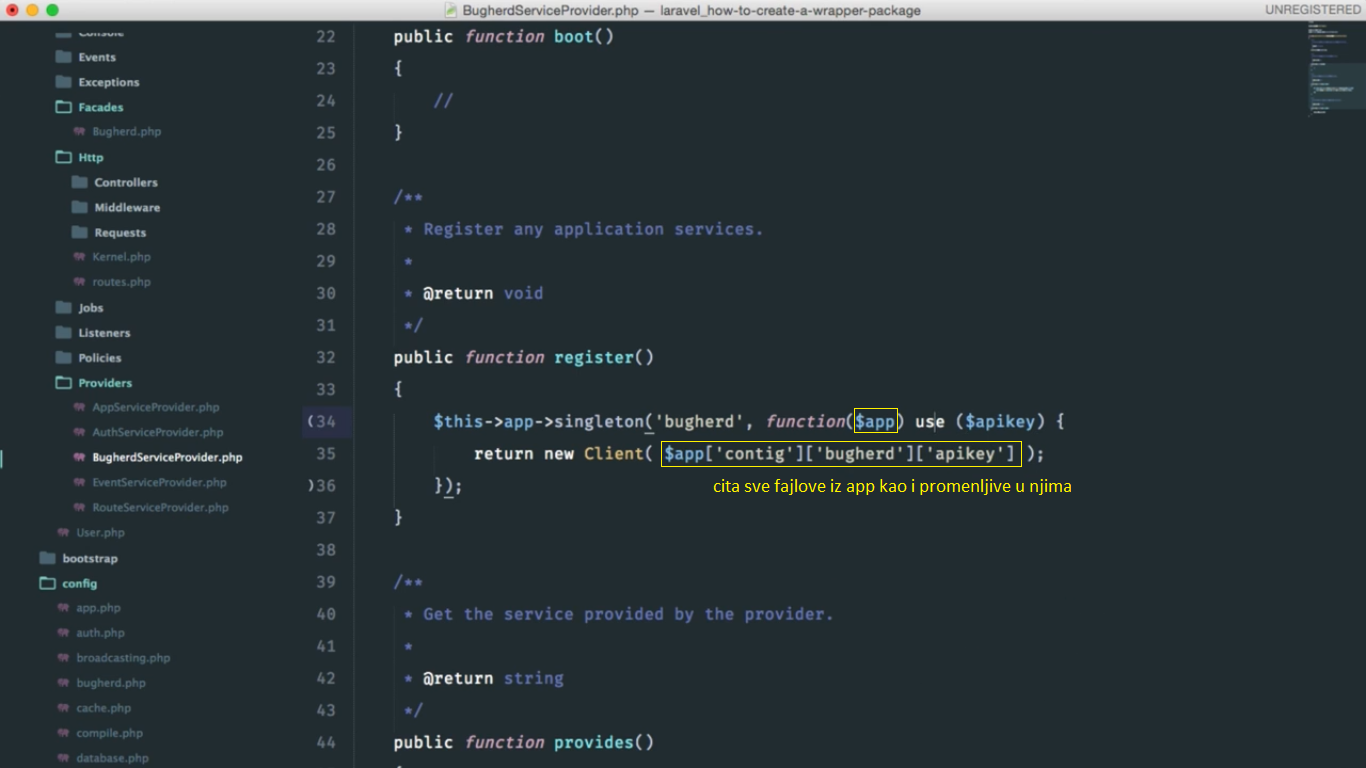 BugherdServiceProvider.php — laravel_how-to-create-a-wrapper-package
UNREGISTERED
Console
Events
Exceptions
Facades
Bugherd.php
Http
Controllers
Middleware
Requests
Kernel.php
routes.php
Jobs
Listeners
Policies
Providers
AppServiceProvider.php
AuthServiceProvider.php
BugherdServiceProvider.php
EventServiceProvider.php
RouteServiceProvider.php
User.php
bootstrap
config
app.php
auth.php
broadcasting.php
bugherd.php
cache.php
compile.php
database.php
22 public function boot()
23 {
24 //
25 }
26
27 /**
28 * Register any application services.
29 *
30 * @return void
31 */
32 public function register()
33 {
(34 $this->app->singleton('bugherd', function($app) use ($apikey) {
35 return new Client( $app['contig']['bugherd']['apikey'] );
cita sve fajlove iz app kao i promenljive u njima
)36 });
37 }
38
39 /**
40 * Get the service provided by the provider.
41 *
42 * @return string
43 */
44 public function provides()